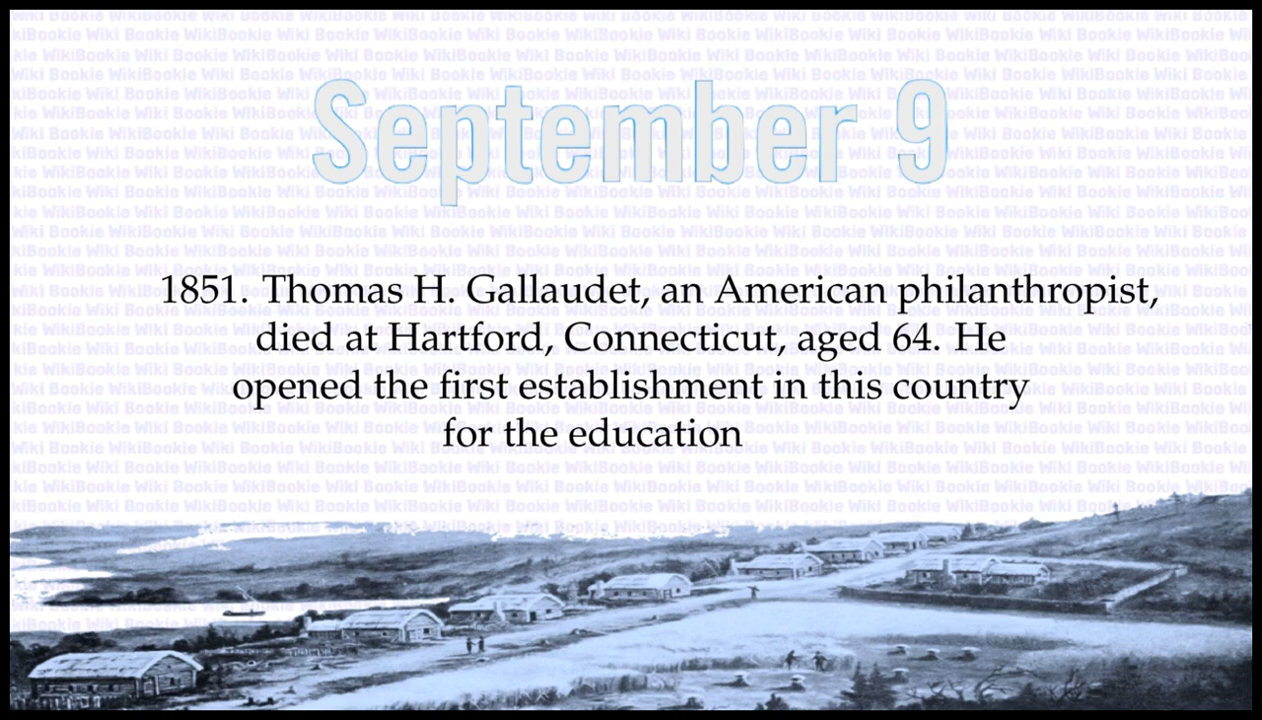 September 9
1851. Thomas H. Gallaudet, an American philanthropist,
died at Hartford, Connecticut, aged 64. He
opened the first establishment in this country
for the education